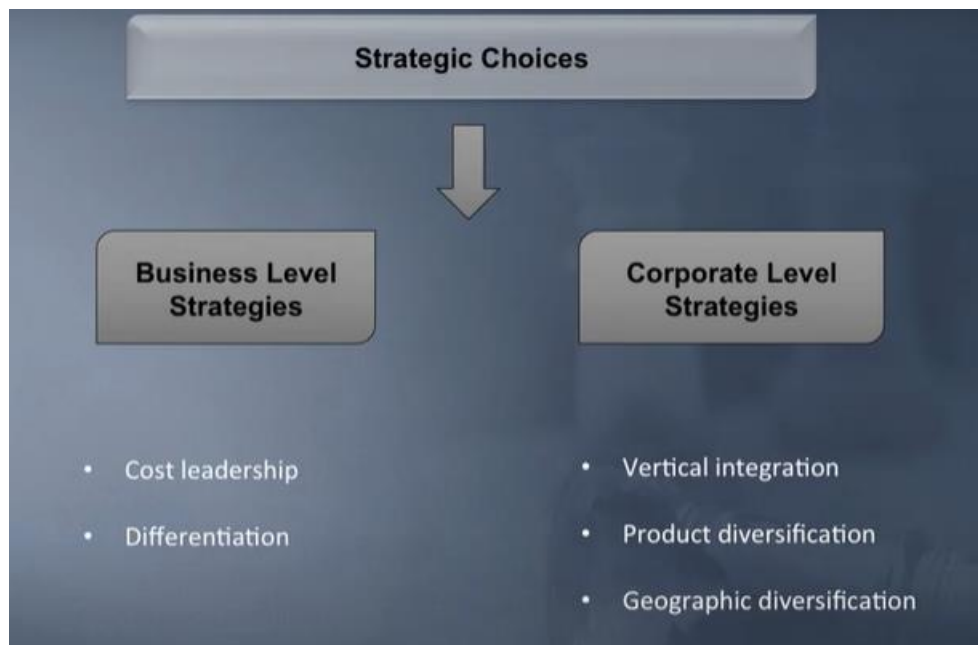 Strategic Choices
Business Level
Strategies
Corporate Level
Strategies
• Cost leadership
• Differentiation
• Vertical integration
• Product diversification
• Geographic diversification